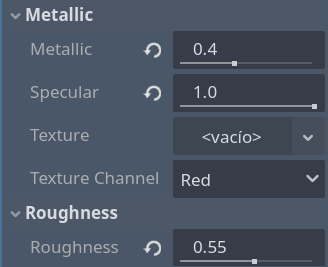 Metallic
Metallic 0.4
Specular 1.0
Texture <vacío>
Texture Channel Red
Roughness
Roughness 0.55